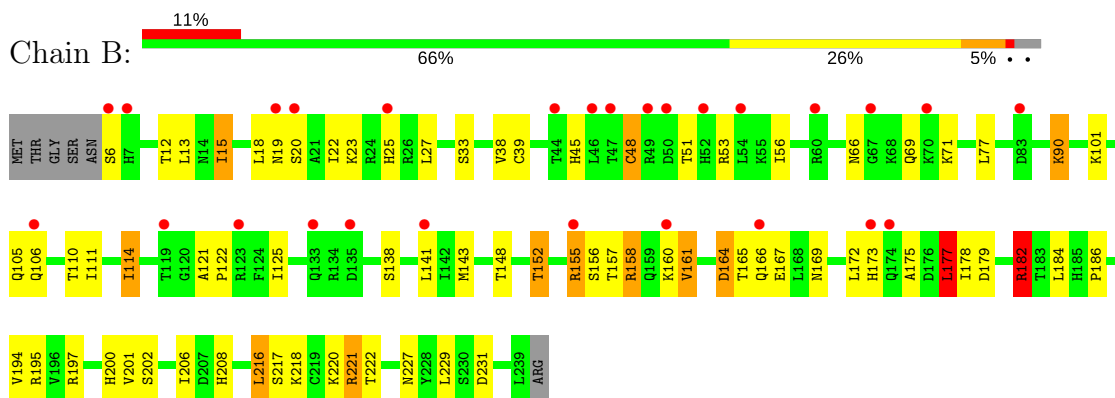 11%
Chain B:
66% 26% 5% • •
MET THR GLY SER ASN S6 H7 T12 L13 N14 I15 L18 N19 S20 A21 I22 K23 R24 H25 R26 L27 S33 V38 C39 T44 H45 L46 T47 C48 R49 D50 T51 H52 R53 L54 K55 I56 R60 N66 G67 K68 Q69 K70 K71 L77 D83 K90 K101
Q105 Q106 T110 I111 I114 T119 G120 A121 P122 R123 F124 I125 Q133 R134 D135 S138 L141 I142 M143 T148 T152 R155 S156 T157 R158 Q159 K160 V161 D164 T165 Q166 E167 L168 N169 L172 H173 Q174 A175 D176 L177 I178 D179 R182 T183 L184 H185 P186
V194 R195 V196 R197 H200 V201 S202 I206 D207 H208 L216 S217 K218 C219 K220 R221 T222 N227 Y228 L229 S230 D231 L239 ARG